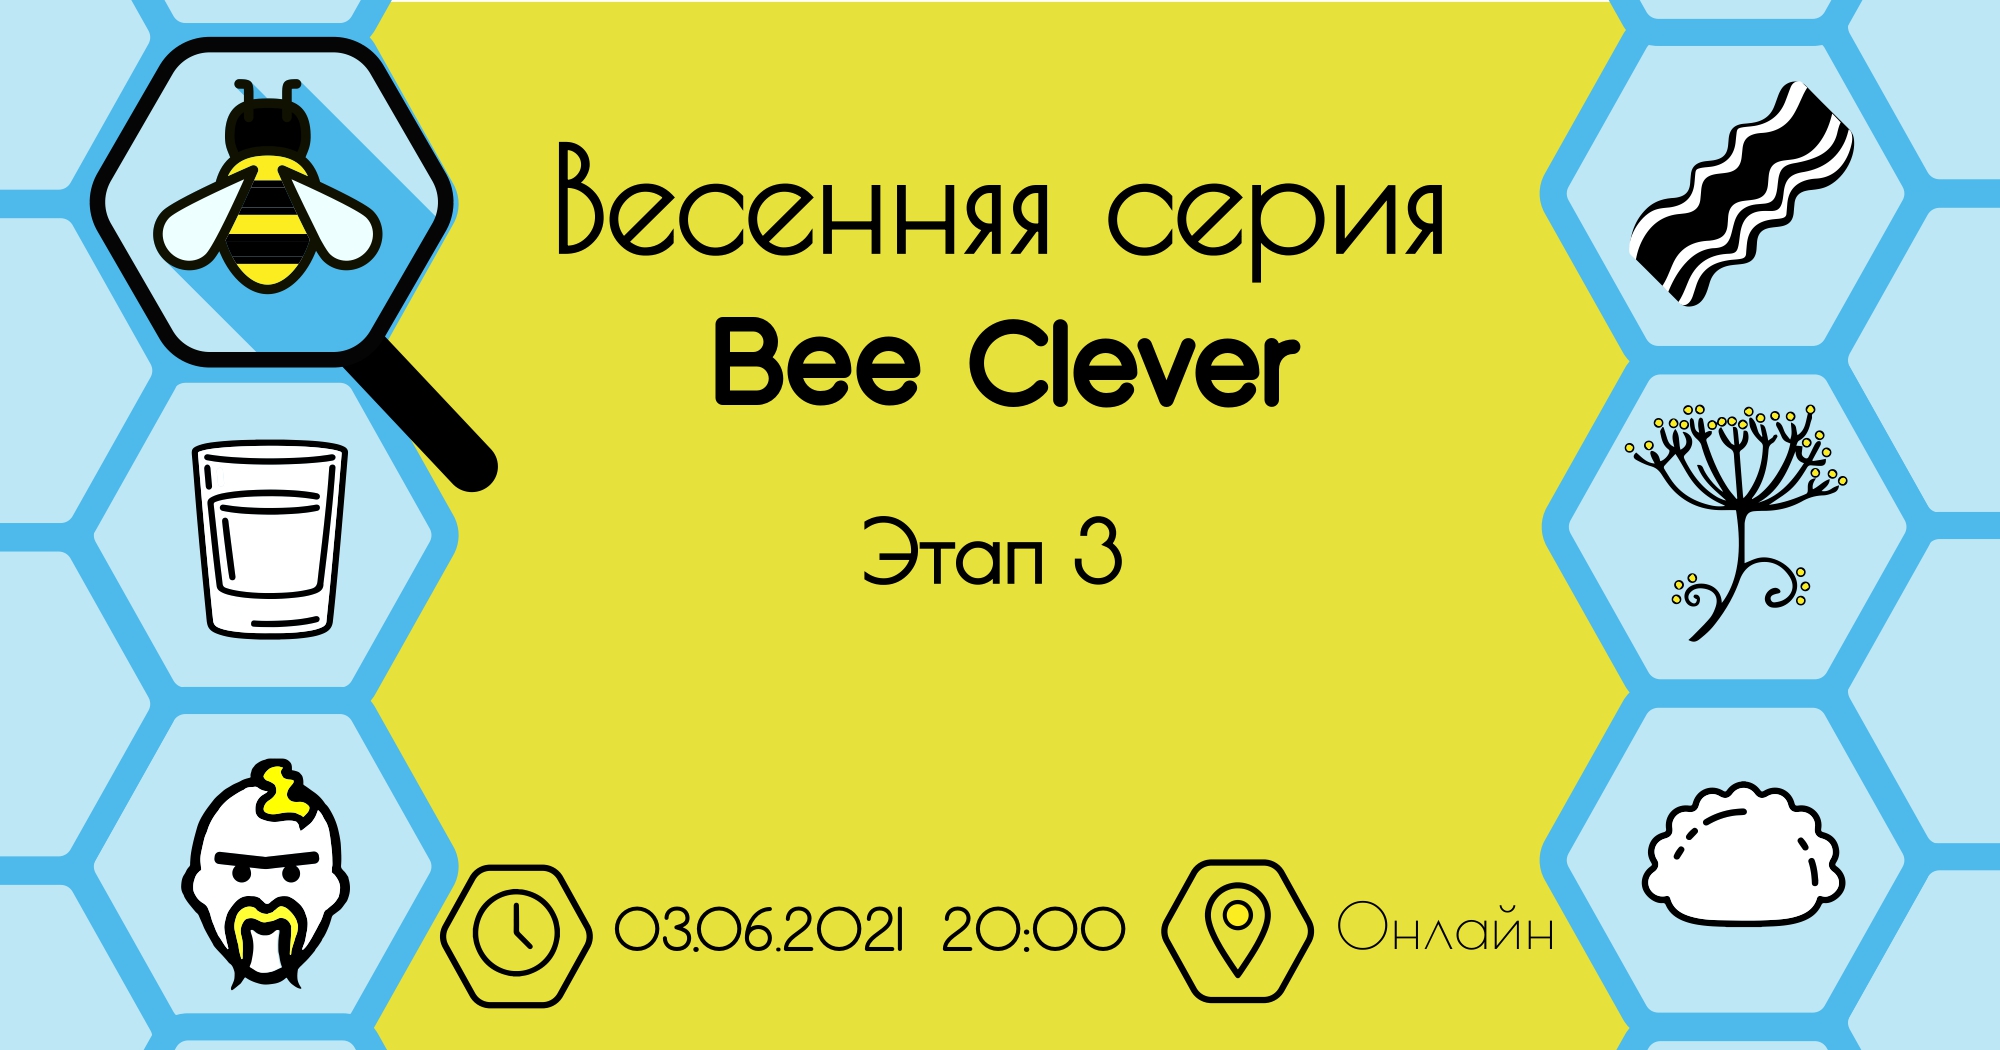 Весенняя серия
Bee Clever
Этап 3
03.06.2021 20:00
Онлайн